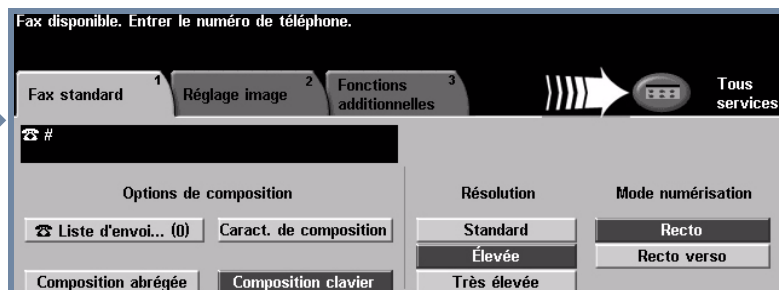 Fax disponible. Entrer le numéro de téléphone.
Fax standard 1
Réglage image 2
Fonctions additionnelles 3
Tous services
☎ #
Options de composition
Résolution
Mode numérisation
☎ Liste d'envoi... (0)
Caract. de composition
Standard
Recto
Élevée
Recto verso
Composition abrégée
Composition clavier
Très élevée